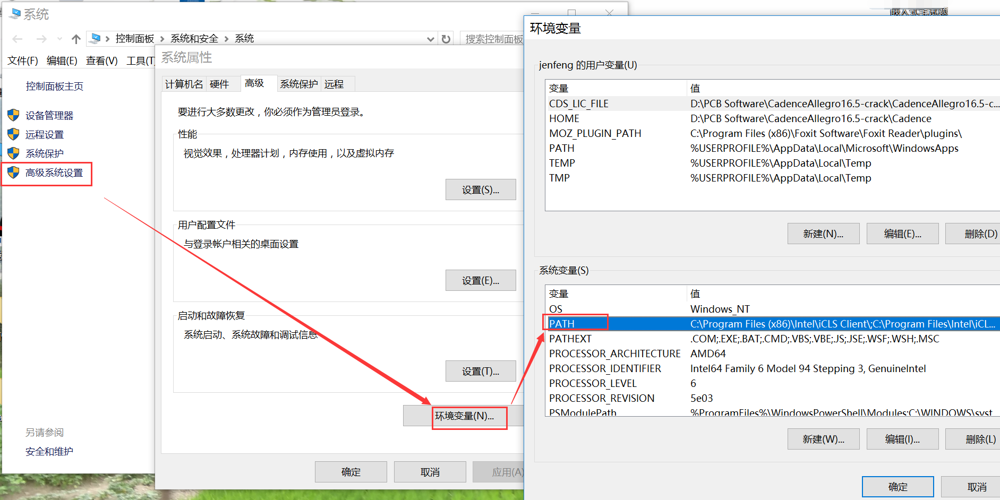 系统
控制面板 系统和安全 系统
搜索控制面板
文件(F) 编辑(E) 查看(V) 工具(T)
控制面板主页
设备管理器
远程设置
系统保护
高级系统设置
另请参阅
安全和维护
系统属性
计算机名 硬件 高级 系统保护 远程
要进行大多数更改，你必须作为管理员登录。
性能
视觉效果，处理器计划，内存使用，以及虚拟内存
设置(S)...
用户配置文件
与登录帐户相关的桌面设置
设置(E)...
启动和故障恢复
系统启动、系统故障和调试信息
设置(T)...
环境变量(N)...
确定 取消 应用(A)
嵌入式笔试题
环境变量
jenfeng 的用户变量(U)
变量 值
CDS_LIC_FILE D:\PCB Software\CadenceAllegro16.5-crack\CadenceAllegro16.5-c...
HOME D:\PCB Software\CadenceAllegro16.5-crack\Cadence
MOZ_PLUGIN_PATH C:\Program Files (x86)\Foxit Software\Foxit Reader\plugins\
PATH %USERPROFILE%\AppData\Local\Microsoft\WindowsApps
TEMP %USERPROFILE%\AppData\Local\Temp
TMP %USERPROFILE%\AppData\Local\Temp
新建(N)... 编辑(E)... 删除(D)
系统变量(S)
变量 值
OS Windows_NT
PATH C:\Program Files (x86)\Intel\iCLS Client\;C:\Program Files\Intel\iCL...
PATHEXT .COM;.EXE;.BAT;.CMD;.VBS;.VBE;.JS;.JSE;.WSF;.WSH;.MSC
PROCESSOR_ARCHITECTURE AMD64
PROCESSOR_IDENTIFIER Intel64 Family 6 Model 94 Stepping 3, GenuineIntel
PROCESSOR_LEVEL 6
PROCESSOR_REVISION 5e03
PSModulePath %ProgramFiles%\WindowsPowerShell\Modules;C:\WINDOWS\syst...
新建(W)... 编辑(I)... 删除(L)
确定 取消